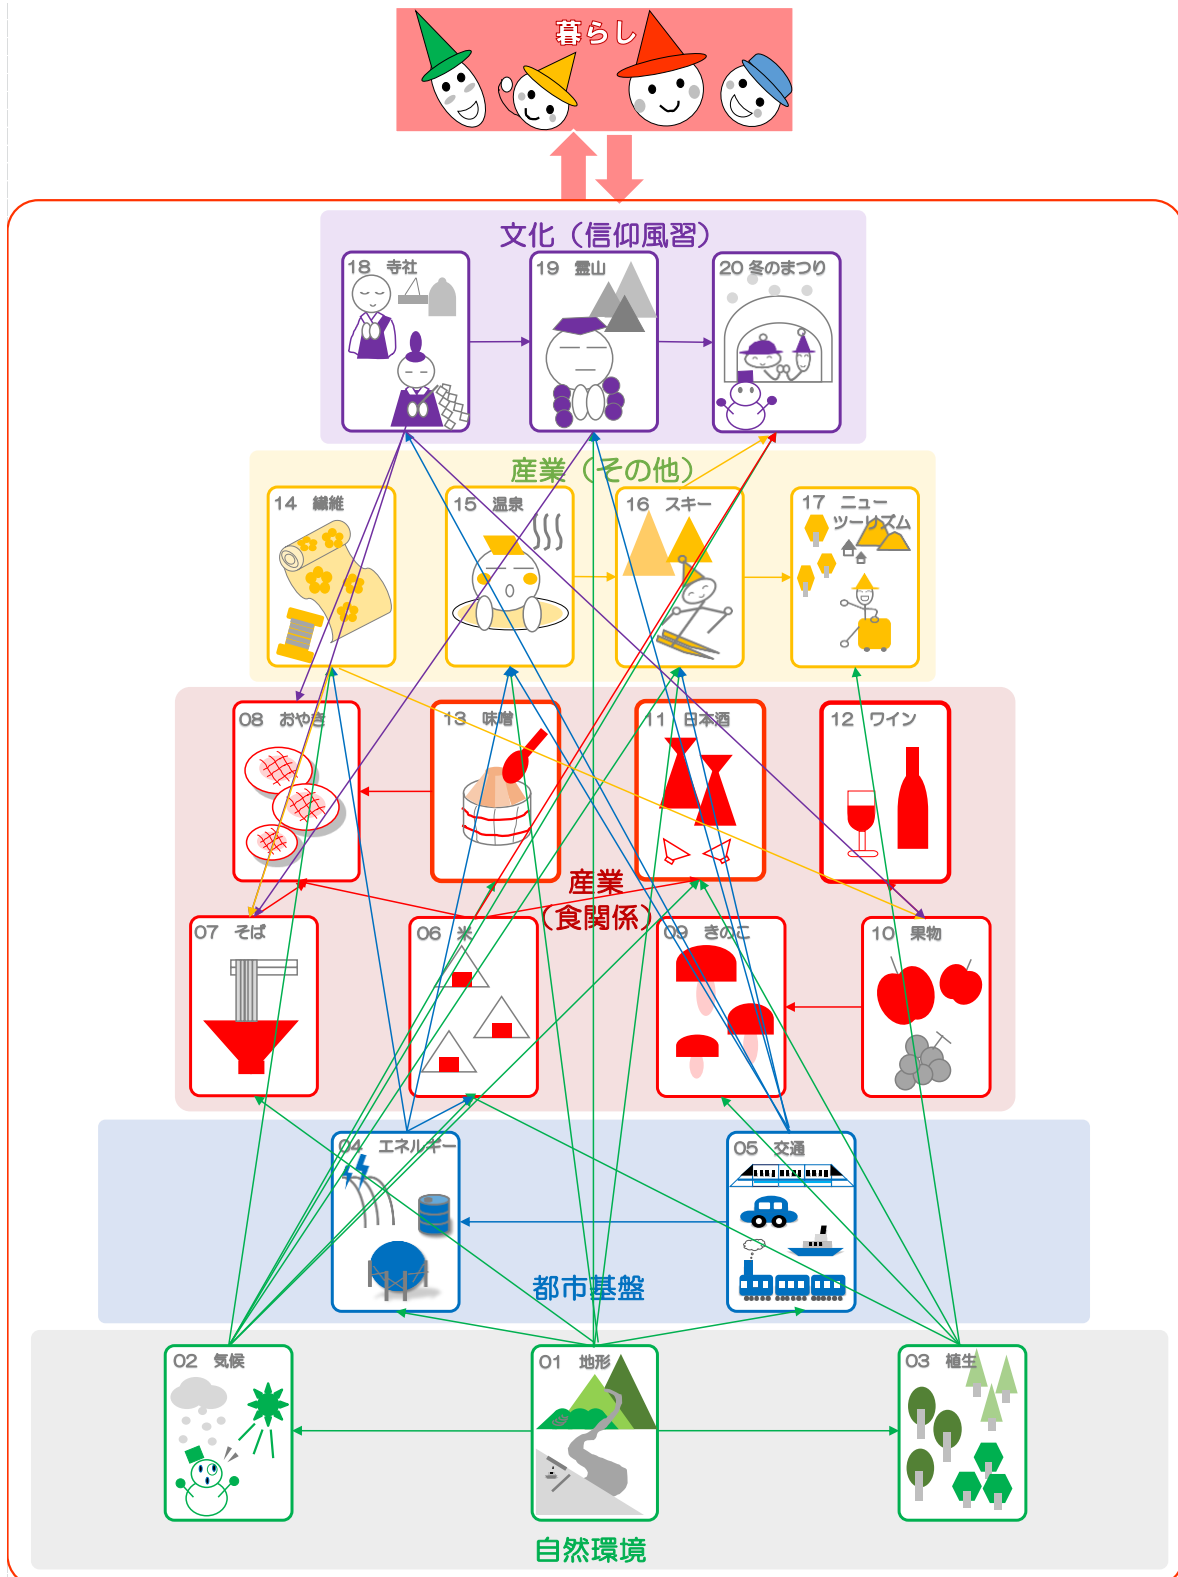 暮らし
文化（信仰風習）
18 寺社
19 霊山
20 冬のまつり
産業（その他）
14 繊維
15 温泉
16 スキー
17 ニュー
ツーリズム
08 おやき
13 味噌
11 日本酒
12 ワイン
産業
（食関係）
07 そば
06 米
09 きのこ
10 果物
04 エネルギー
05 交通
都市基盤
02 気候
01 地形
03 植生
自然環境